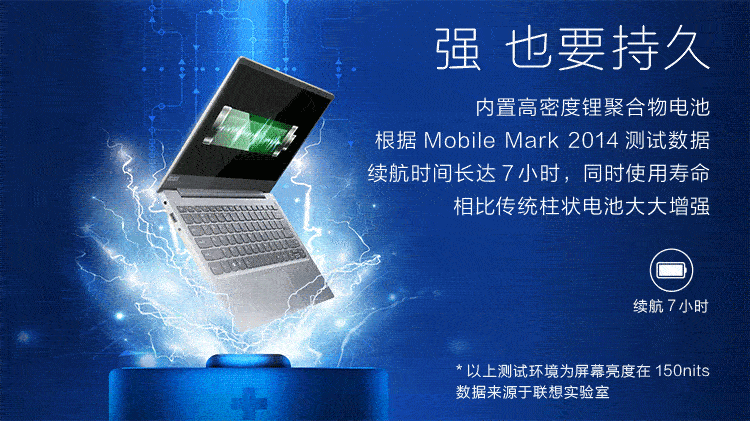 强 也要持久
内置高密度锂聚合物电池
根据 Mobile Mark 2014 测试数据
续航时间长达 7 小时，同时使用寿命
相比传统柱状电池大大增强
续航 7 小时
* 以上测试环境为屏幕亮度在 150nits
数据来源于联想实验室